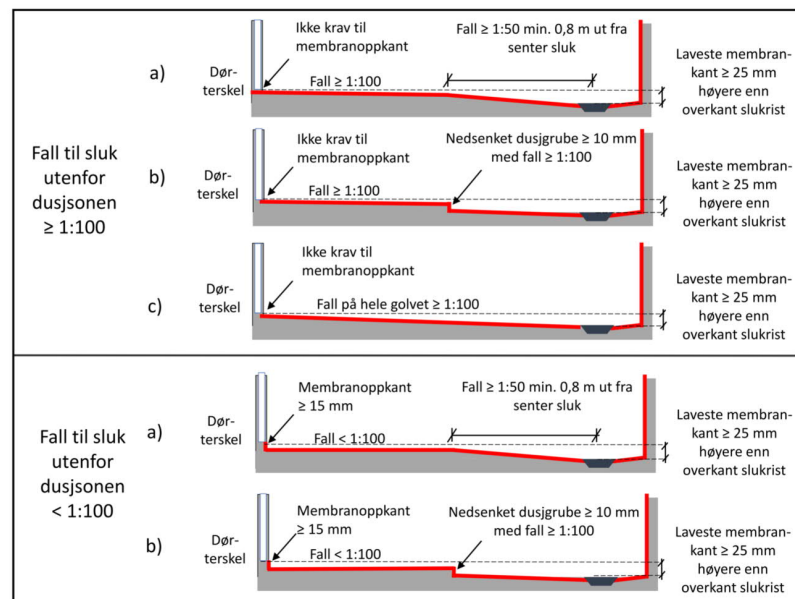 Fall til sluk
utenfor
dusjsonen
≥ 1:100
a)
Dør-
terskel
Ikke krav til
membranoppkant
Fall ≥ 1:100
Fall ≥ 1:50 min. 0,8 m ut fra
senter sluk
Laveste membran-
kant ≥ 25 mm
høyere enn
overkant slukrist
b)
Dør-
terskel
Ikke krav til
membranoppkant
Fall ≥ 1:100
Nedsenket dusjgrube ≥ 10 mm
med fall ≥ 1:100
Laveste membran-
kant ≥ 25 mm
høyere enn
overkant slukrist
c)
Dør-
terskel
Ikke krav til
membranoppkant
Fall på hele golvet ≥ 1:100
Laveste membran-
kant ≥ 25 mm
høyere enn
overkant slukrist
Fall til sluk
utenfor
dusjsonen
< 1:100
a)
Dør-
terskel
Membranoppkant
≥ 15 mm
Fall < 1:100
Fall ≥ 1:50 min. 0,8 m ut fra
senter sluk
Laveste membran-
kant ≥ 25 mm
høyere enn
overkant slukrist
b)
Dør-
terskel
Membranoppkant
≥ 15 mm
Fall < 1:100
Nedsenket dusjgrube ≥ 10 mm
med fall ≥ 1:100
Laveste membran-
kant ≥ 25 mm
høyere enn
overkant slukrist